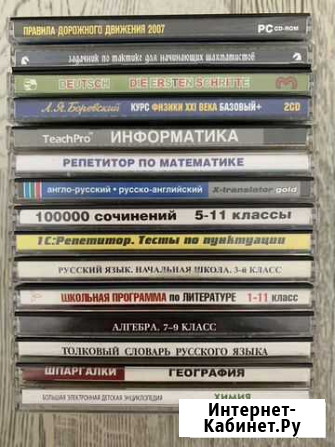 ПРАВИЛА ДОРОЖНОГО ДВИЖЕНИЯ 2007 PC CD-ROM
задачник по тактике для начинающих шахматистов
DEUTSCH DIE ERSTEN SCHRITTE
Л.Я.Боревский КУРС ФИЗИКИ XXI ВЕКА БАЗОВЫЙ+ 2CD
TeachPro ИНФОРМАТИКА
РЕПЕТИТОР ПО МАТЕМАТИКЕ
англо-русский • русско-английский X-translator gold
100000 СОЧИНЕНИЙ 5-11 КЛАССЫ
1С:Репетитор. Тесты по пунктуации
РУССКИЙ ЯЗЫК. НАЧАЛЬНАЯ ШКОЛА. 3-6 КЛАСС
ШКОЛЬНАЯ ПРОГРАММА ПО ЛИТЕРАТУРЕ 1-11 класс
АЛГЕБРА. 7-9 КЛАСС
ТОЛКОВЫЙ СЛОВАРЬ РУССКОГО ЯЗЫКА
ШПАРГАЛКИ ГЕОГРАФИЯ
БОЛЬШАЯ ЭЛЕКТРОННАЯ ДЕТСКАЯ ЭНЦИКЛОПЕДИЯ ХИМИЯ
Интернет-
Кабинет.Ру